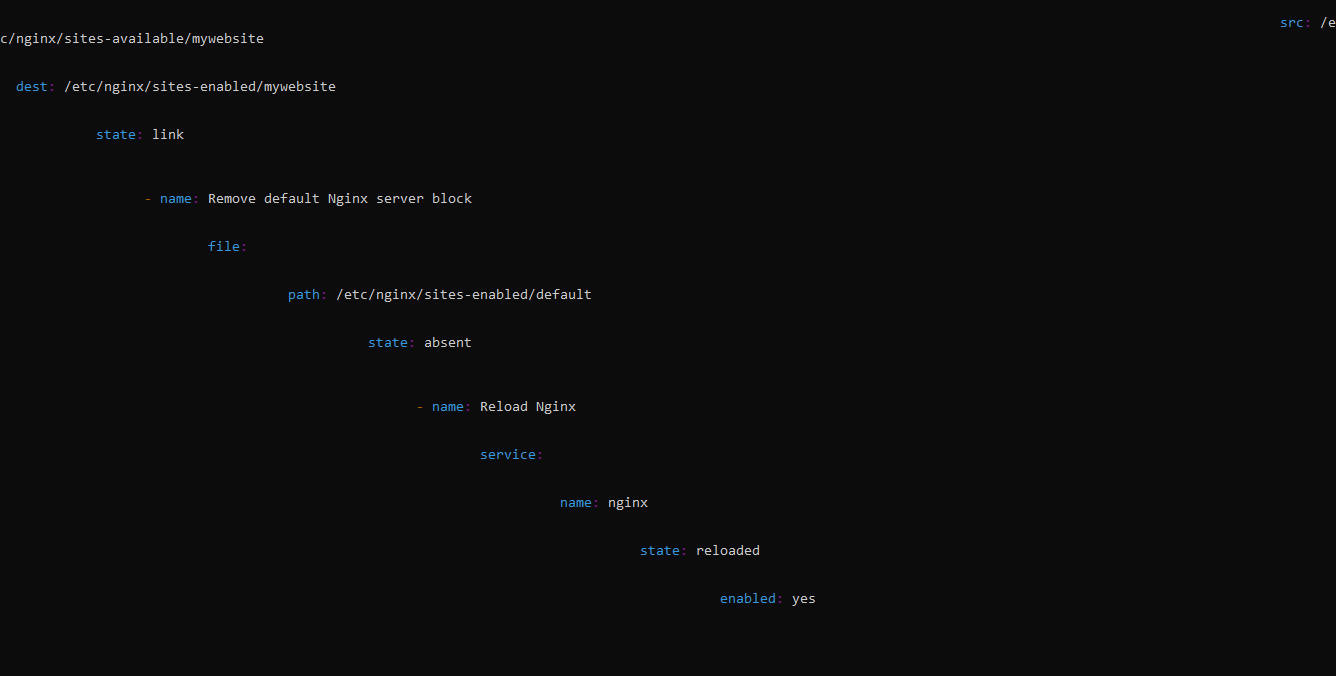 src: /e
c/nginx/sites-available/mywebsite
dest: /etc/nginx/sites-enabled/mywebsite
state: link
- name: Remove default Nginx server block
file:
path: /etc/nginx/sites-enabled/default
state: absent
- name: Reload Nginx
service:
name: nginx
state: reloaded
enabled: yes